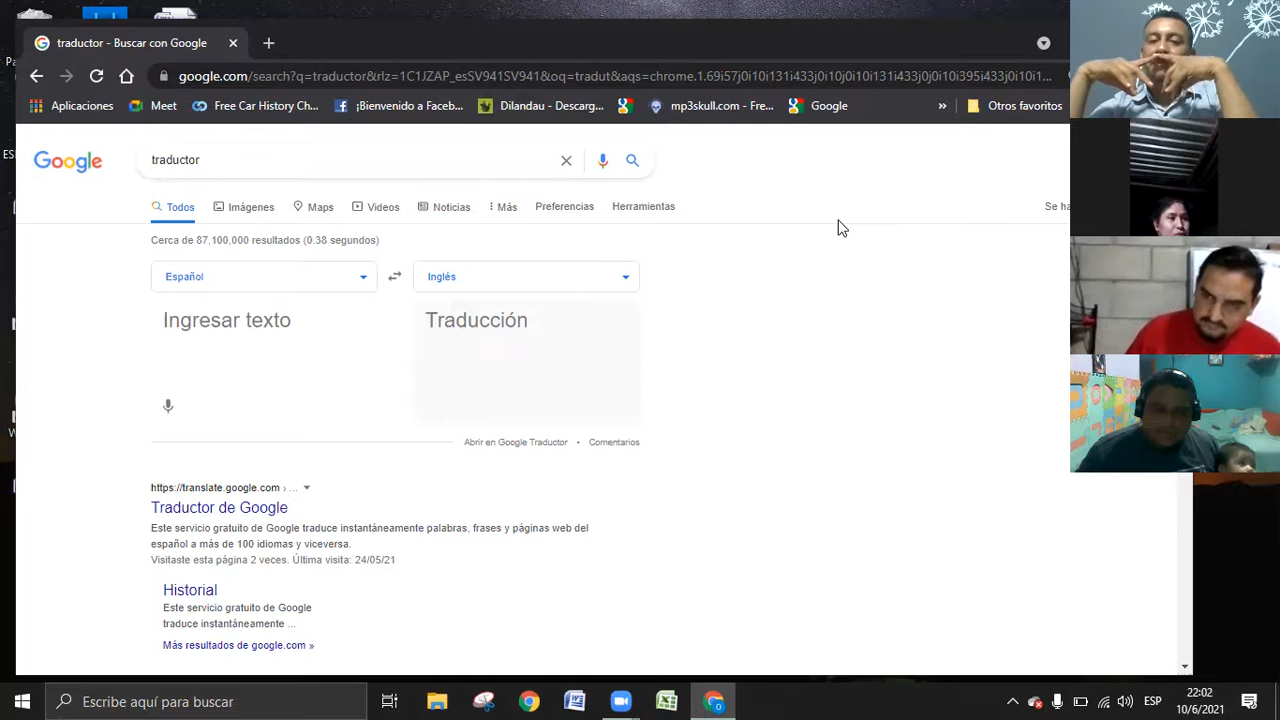 traductor - Buscar con Google
google.com/search?q=traductor&rlz=1C1JZAP_esSV941SV941&oq=tradut&aqs=chrome.1.69i57j0i10i131i433j0i10j0i10i131i433j0i10i395i433j0i10i1...
Aplicaciones Meet Free Car History Ch... ¡Bienvenido a Faceb... Dilandau - Descarg... mp3skull.com - Fre... Google » Otros favoritos
Google traductor
Todos Imágenes Maps Videos Noticias Más Preferencias Herramientas Se ha
Cerca de 87,100,000 resultados (0.38 segundos)
Español Inglés
Ingresar texto Traducción
Abrir en Google Traductor • Comentarios
https://translate.google.com › ...
Traductor de Google
Este servicio gratuito de Google traduce instantáneamente palabras, frases y páginas web del
español a más de 100 idiomas y viceversa.
Visitaste esta página 2 veces. Última visita: 24/05/21
Historial
Este servicio gratuito de Google
traduce instantáneamente ...
Más resultados de google.com »
Escribe aquí para buscar
ESP
22:02
10/6/2021